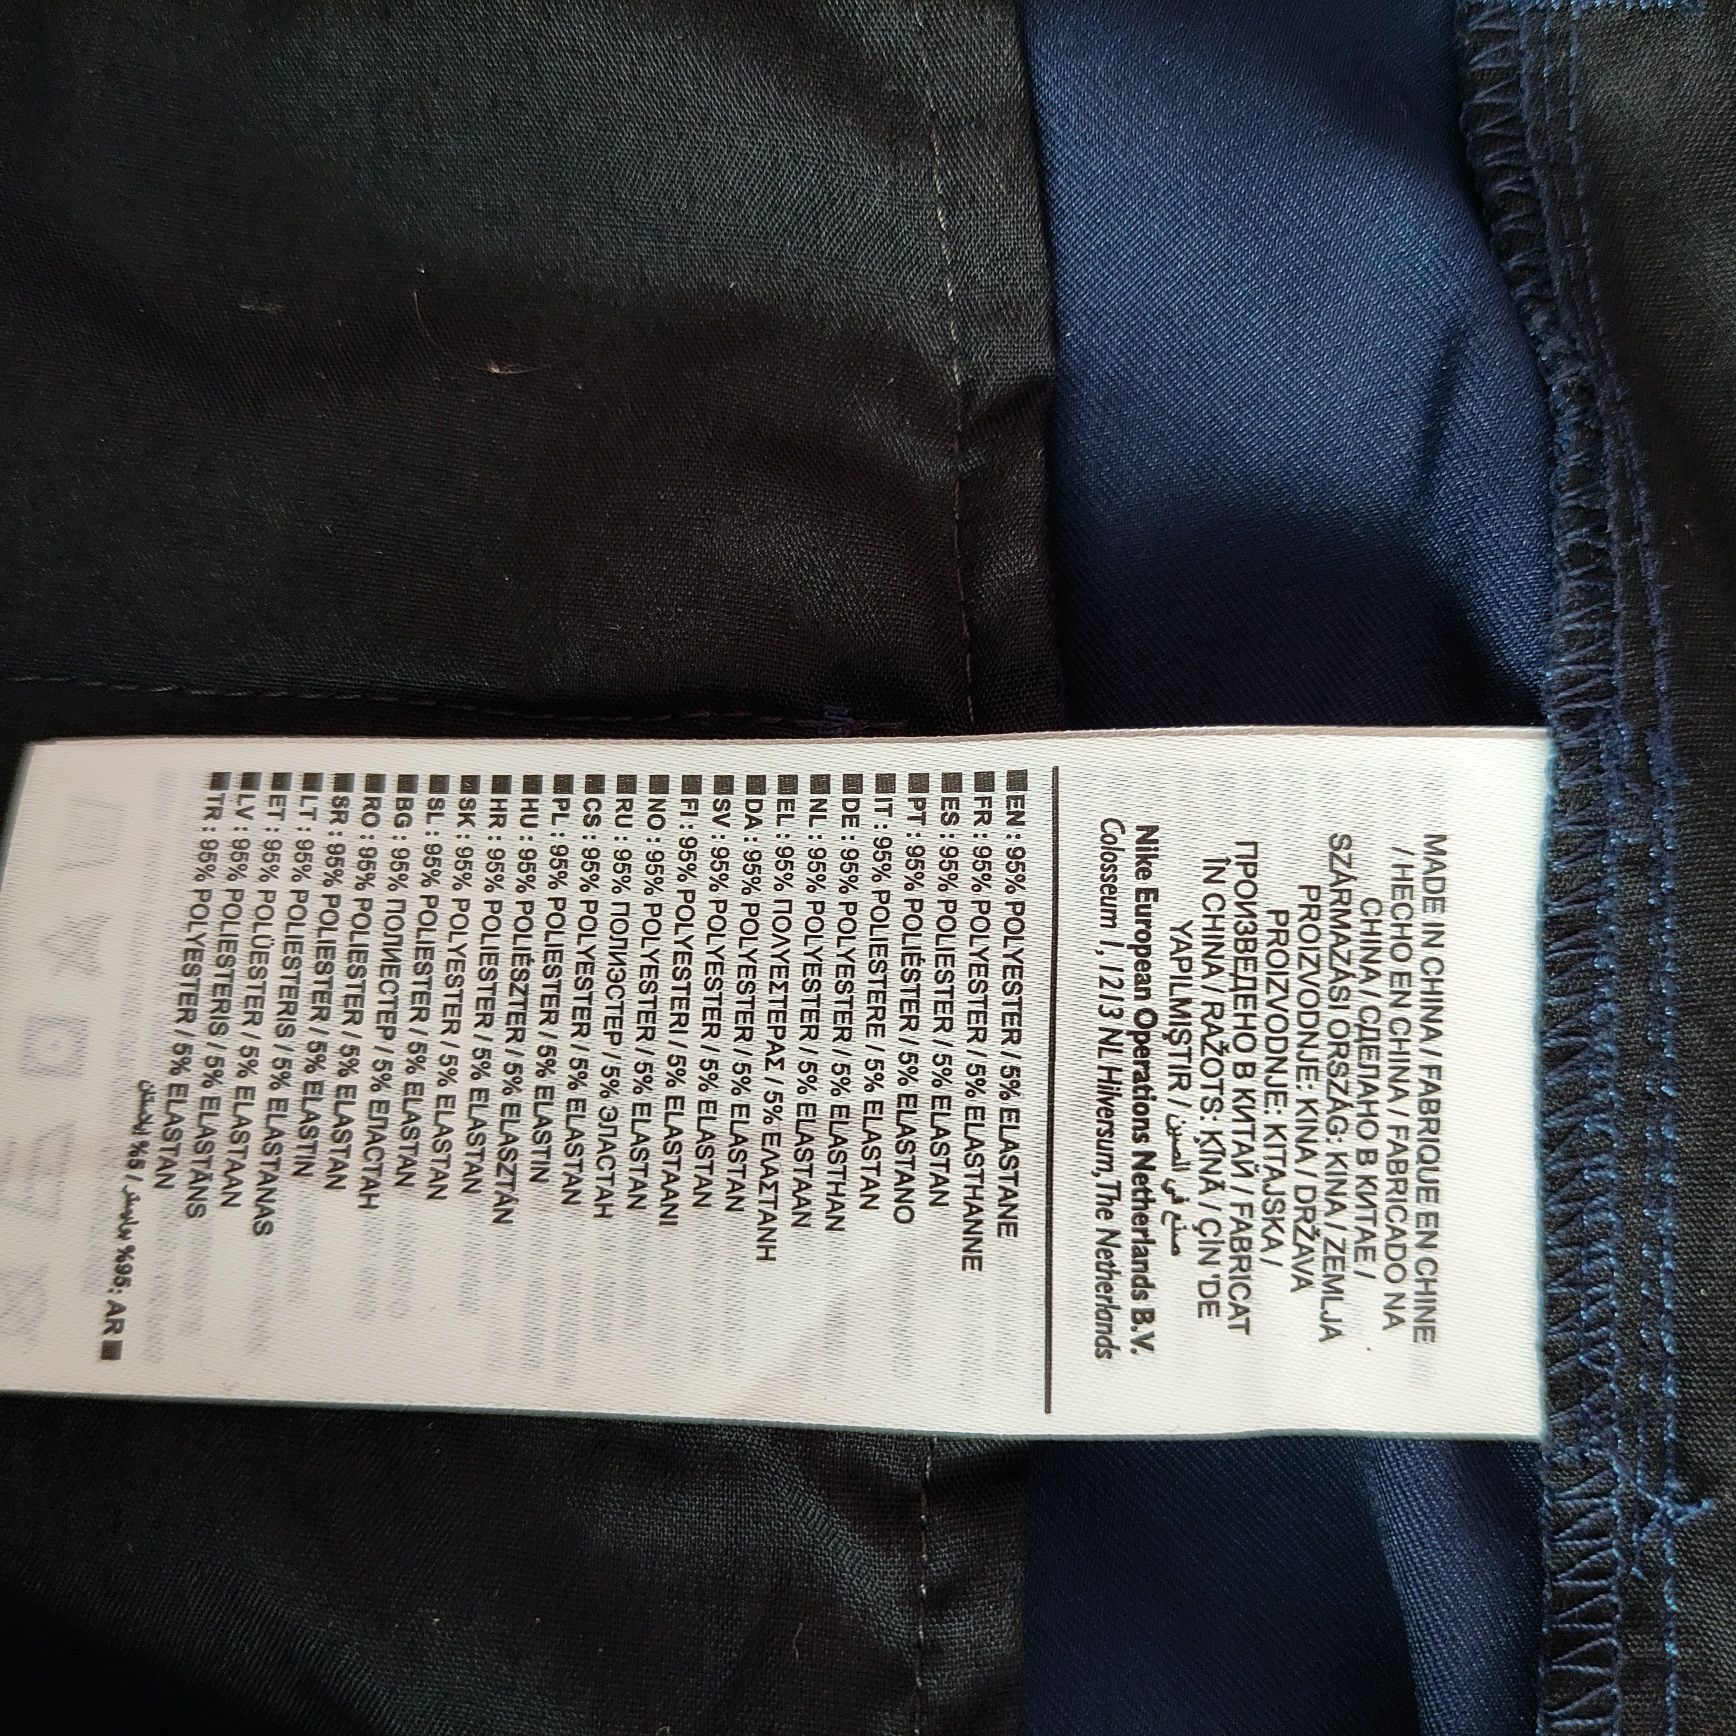 MADE IN CHINA / FABRIQUE EN CHINE
/ HECHO EN CHINA / FABRICADO NA
CHINA / СДЕЛАНО В КИТАЕ /
SZÁRMAZÁSI ORSZÁG: KINA / ZEMLJA
PROIZVODNJE: KINA / DRŽAVA
PROIZVODNJE: KITAJSKA /
ПРОИЗВЕДЕНО В КИТАЙ / FABRICAT
ÎN CHINA / RAŽOTS: ĶĪNĀ / ÇİN'DE
YAPILMIŞTIR / صنع في الصين
Nike European Operations Netherlands B.V.
Colosseum 1, 1213 NL Hilversum, The Netherlands
■ EN : 95% POLYESTER / 5% ELASTANE
■ FR : 95% POLYESTER / 5% ELASTHANNE
■ ES : 95% POLIESTER / 5% ELASTAN
■ PT : 95% POLIÉSTER / 5% ELASTANO
■ IT : 95% POLIESTERE / 5% ELASTAN
■ DE : 95% POLYESTER / 5% ELASTHAN
■ NL : 95% POLYESTER / 5% ELASTAAN
■ EL : 95% ΠΟΛΥΕΣΤΕΡΑΣ / 5% ΕΛΑΣΤΑΝΗ
■ DA : 95% POLYESTER / 5% ELASTAN
■ SV : 95% POLYESTER / 5% ELASTAN
■ FI : 95% POLYESTERI / 5% ELASTAANI
■ NO : 95% POLYESTER / 5% ELASTAN
■ RU : 95% ПОЛИЭСТЕР / 5% ЭЛАСТАН
■ CS : 95% POLYESTER / 5% ELASTAN
■ PL : 95% POLIESTER / 5% ELASTAN
■ HU : 95% POLIÉSZTER / 5% ELASZTÁN
■ HR : 95% POLIESTER / 5% ELASTIN
■ SK : 95% POLYESTER / 5% ELASTAN
■ SL : 95% POLIESTER / 5% ELASTAN
■ BG : 95% ПОЛИЕСТЕР / 5% ЕЛАСТАН
■ RO : 95% POLIESTER / 5% ELASTAN
■ SR : 95% POLIESTER / 5% ELASTIN
■ LT : 95% POLIESTERIS / 5% ELASTANAS
■ ET : 95% POLÜESTER / 5% ELASTAAN
■ LV : 95% POLIESTERIS / 5% ELASTĀNS
■ TR : 95% POLYESTER / 5% ELASTAN
■ AR :95% بوليستر / 5% إيلاستان